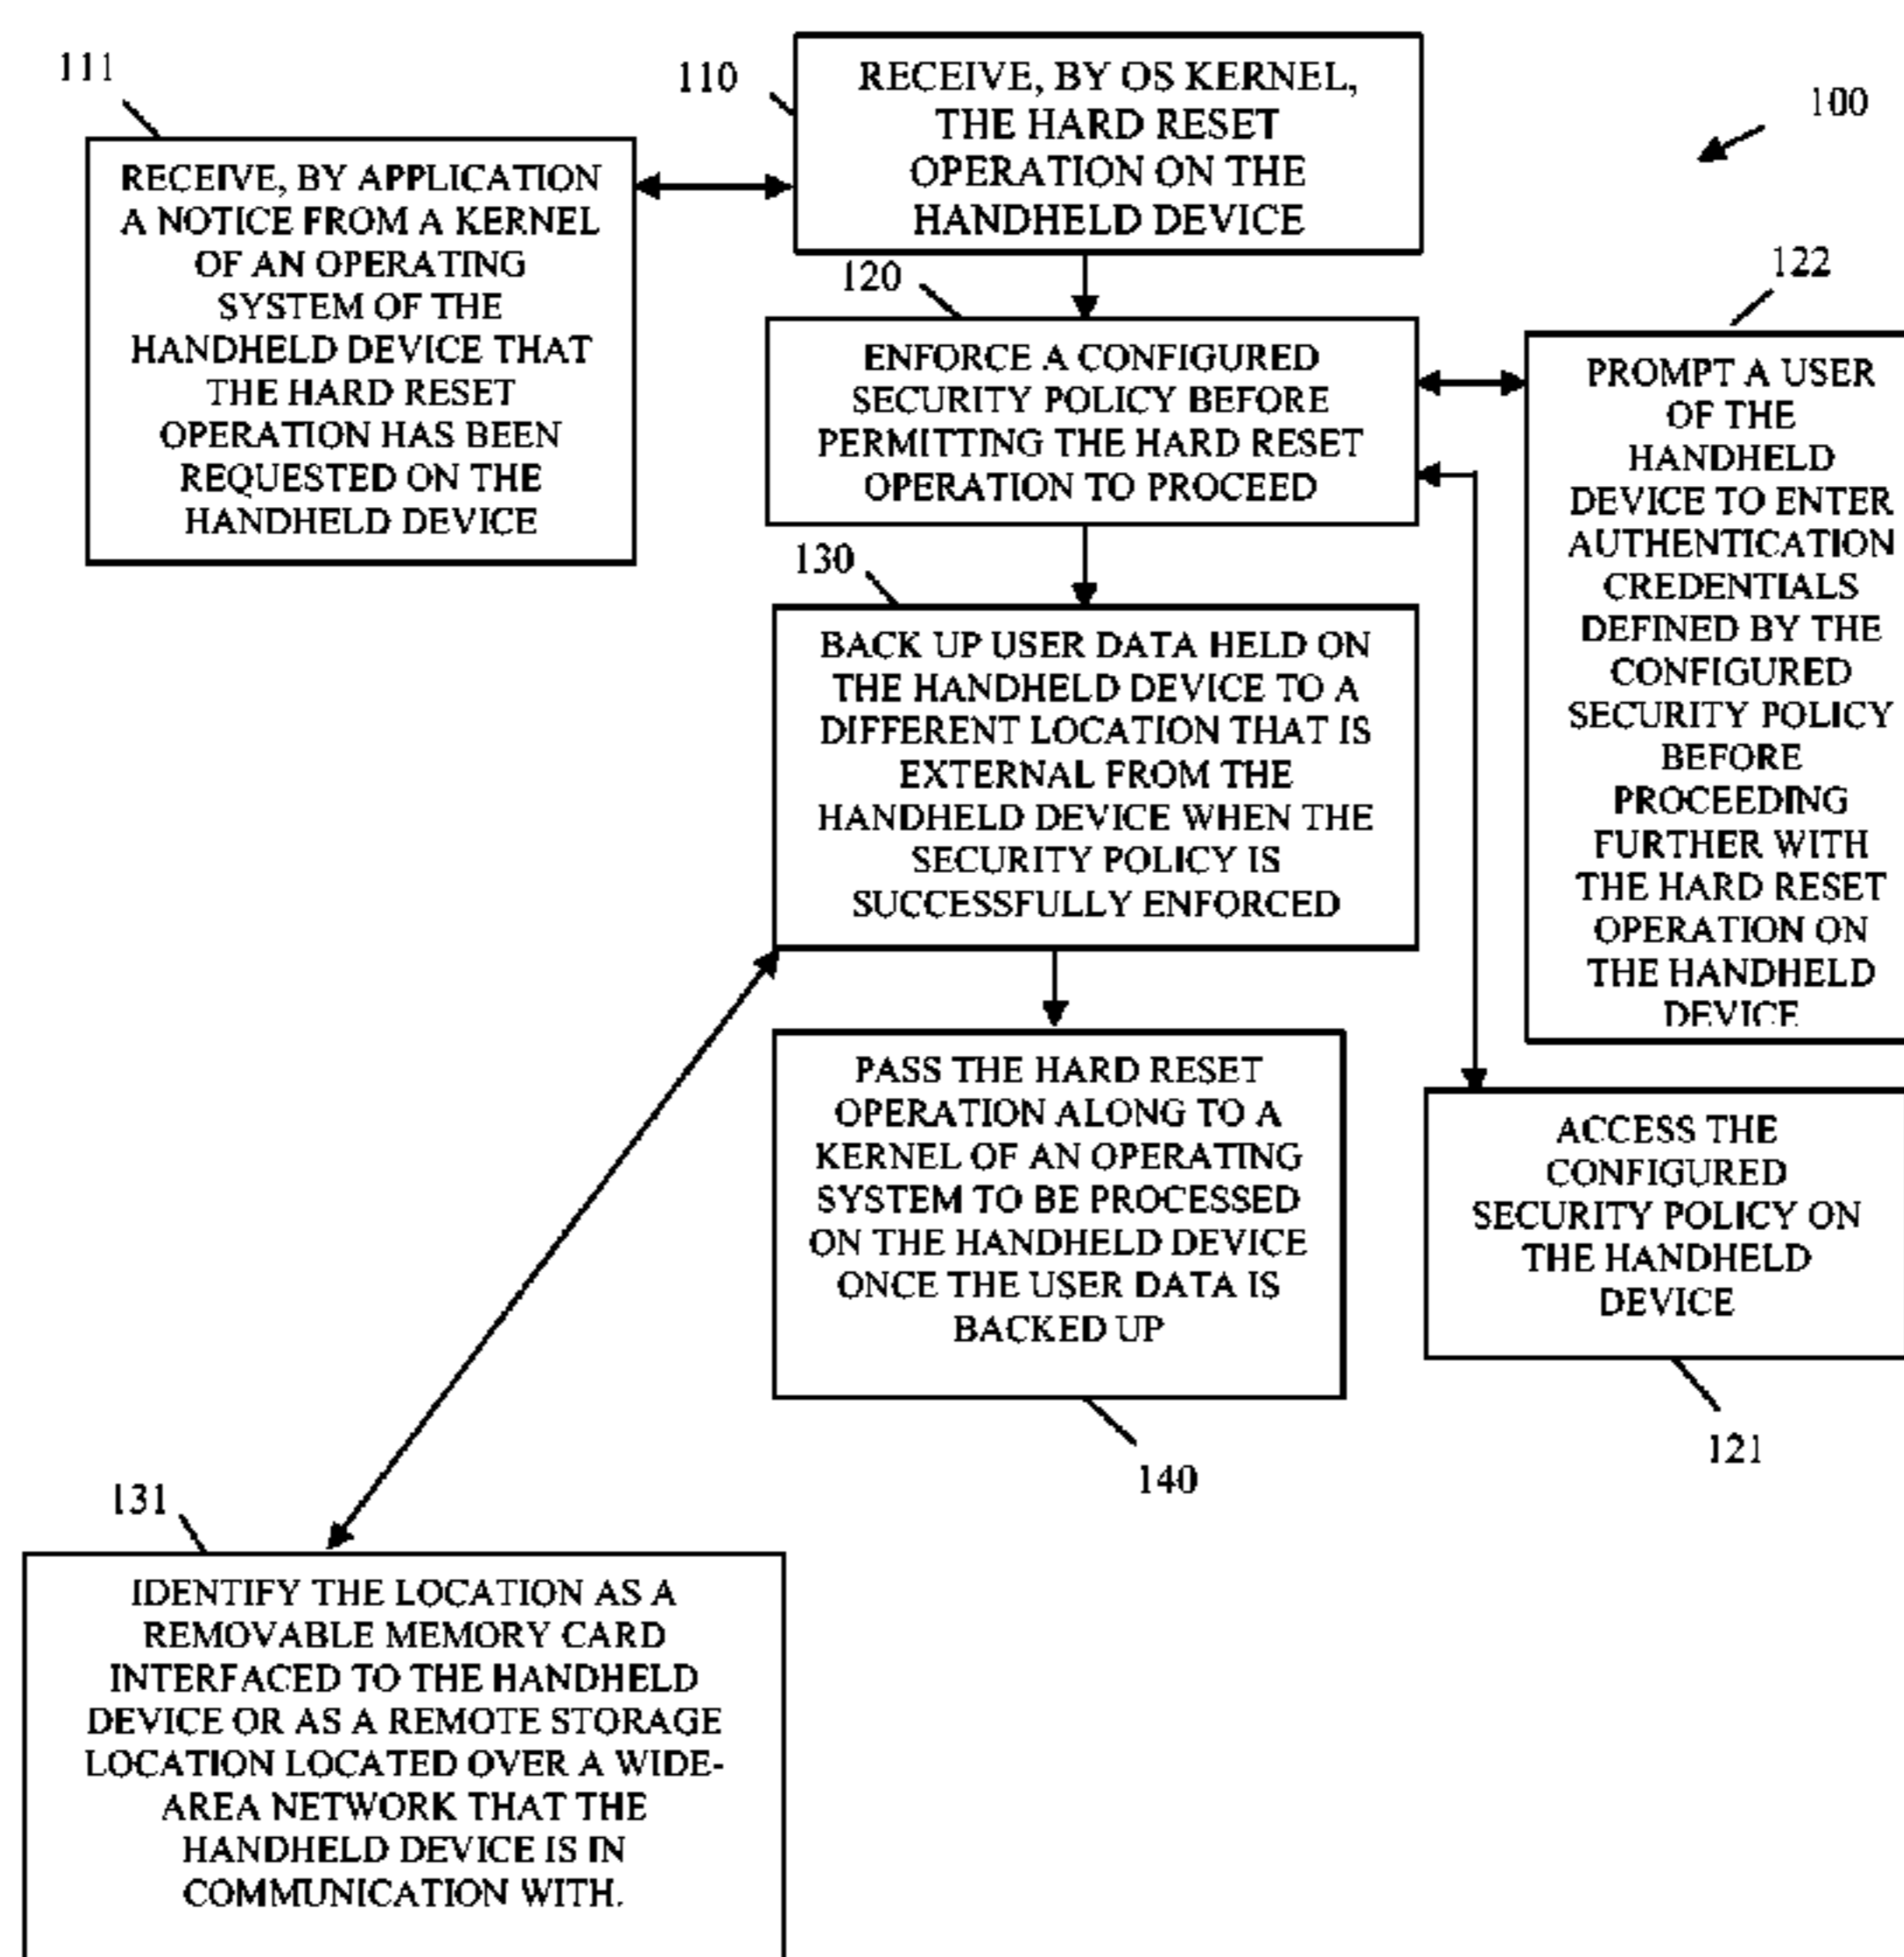 111
RECEIVE, BY APPLICATION
A NOTICE FROM A KERNEL
OF AN OPERATING
SYSTEM OF THE
HANDHELD DEVICE THAT
THE HARD RESET
OPERATION HAS BEEN
REQUESTED ON THE
HANDHELD DEVICE
110
RECEIVE, BY OS KERNEL,
THE HARD RESET
OPERATION ON THE
HANDHELD DEVICE
100
120
ENFORCE A CONFIGURED
SECURITY POLICY BEFORE
PERMITTING THE HARD RESET
OPERATION TO PROCEED
122
PROMPT A USER
OF THE
HANDHELD
DEVICE TO ENTER
AUTHENTICATION
CREDENTIALS
DEFINED BY THE
CONFIGURED
SECURITY POLICY
BEFORE
PROCEEDING
FURTHER WITH
THE HARD RESET
OPERATION ON
THE HANDHELD
DEVICE
130
BACK UP USER DATA HELD ON
THE HANDHELD DEVICE TO A
DIFFERENT LOCATION THAT IS
EXTERNAL FROM THE
HANDHELD DEVICE WHEN THE
SECURITY POLICY IS
SUCCESSFULLY ENFORCED
PASS THE HARD RESET
OPERATION ALONG TO A
KERNEL OF AN OPERATING
SYSTEM TO BE PROCESSED
ON THE HANDHELD DEVICE
ONCE THE USER DATA IS
BACKED UP
140
ACCESS THE
CONFIGURED
SECURITY POLICY ON
THE HANDHELD
DEVICE
121
131
IDENTIFY THE LOCATION AS A
REMOVABLE MEMORY CARD
INTERFACED TO THE HANDHELD
DEVICE OR AS A REMOTE STORAGE
LOCATION LOCATED OVER A WIDE-
AREA NETWORK THAT THE
HANDHELD DEVICE IS IN
COMMUNICATION WITH.